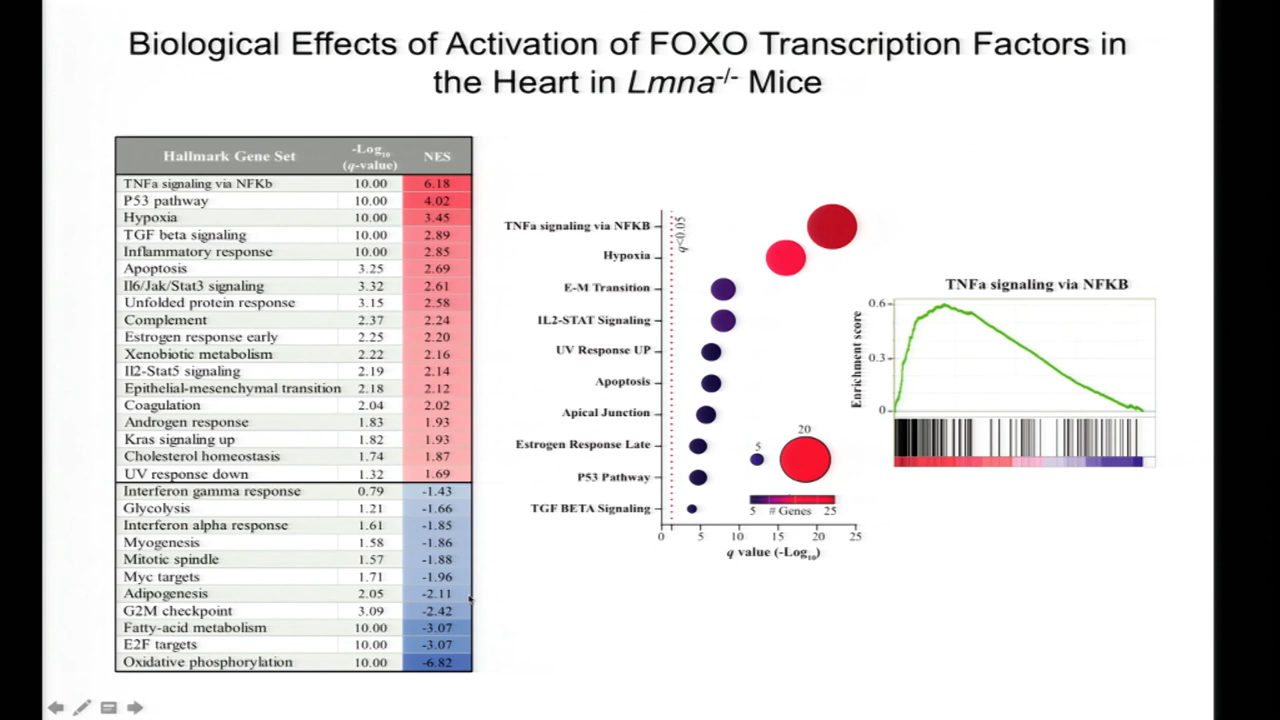 Biological Effects of Activation of FOXO Transcription Factors in
the Heart in Lmna-/- Mice
Hallmark Gene Set -Log10 (q-value) NES
TNFa signaling via NFKb 10.00 6.18
P53 pathway 10.00 4.02
Hypoxia 10.00 3.45
TGF beta signaling 10.00 2.89
Inflammatory response 10.00 2.85
Apoptosis 3.25 2.69
Il6/Jak/Stat3 signaling 3.32 2.61
Unfolded protein response 3.15 2.58
Complement 2.37 2.24
Estrogen response early 2.25 2.20
Xenobiotic metabolism 2.22 2.16
Il2-Stat5 signaling 2.19 2.14
Epithelial-mesenchymal transition 2.18 2.12
Coagulation 2.04 2.02
Androgen response 1.83 1.93
Kras signaling up 1.82 1.93
Cholesterol homeostasis 1.74 1.87
UV response down 1.32 1.69
Interferon gamma response 0.79 -1.43
Glycolysis 1.21 -1.66
Interferon alpha response 1.61 -1.85
Myogenesis 1.58 -1.86
Mitotic spindle 1.57 -1.88
Myc targets 1.71 -1.96
Adipogenesis 2.05 -2.11
G2M checkpoint 3.09 -2.42
Fatty-acid metabolism 10.00 -3.07
E2F targets 10.00 -3.07
Oxidative phosphorylation 10.00 -6.82
q<0.05
TNFa signaling via NFKB
Hypoxia
E-M Transition
IL2-STAT Signaling
UV Response UP
Apoptosis
Apical Junction
Estrogen Response Late
P53 Pathway
TGF BETA Signaling
5 20
5 # Genes 25
0 5 10 15 20 25
q value (-Log10)
TNFa signaling via NFKB
Enrichment score
0.6
0.3
0